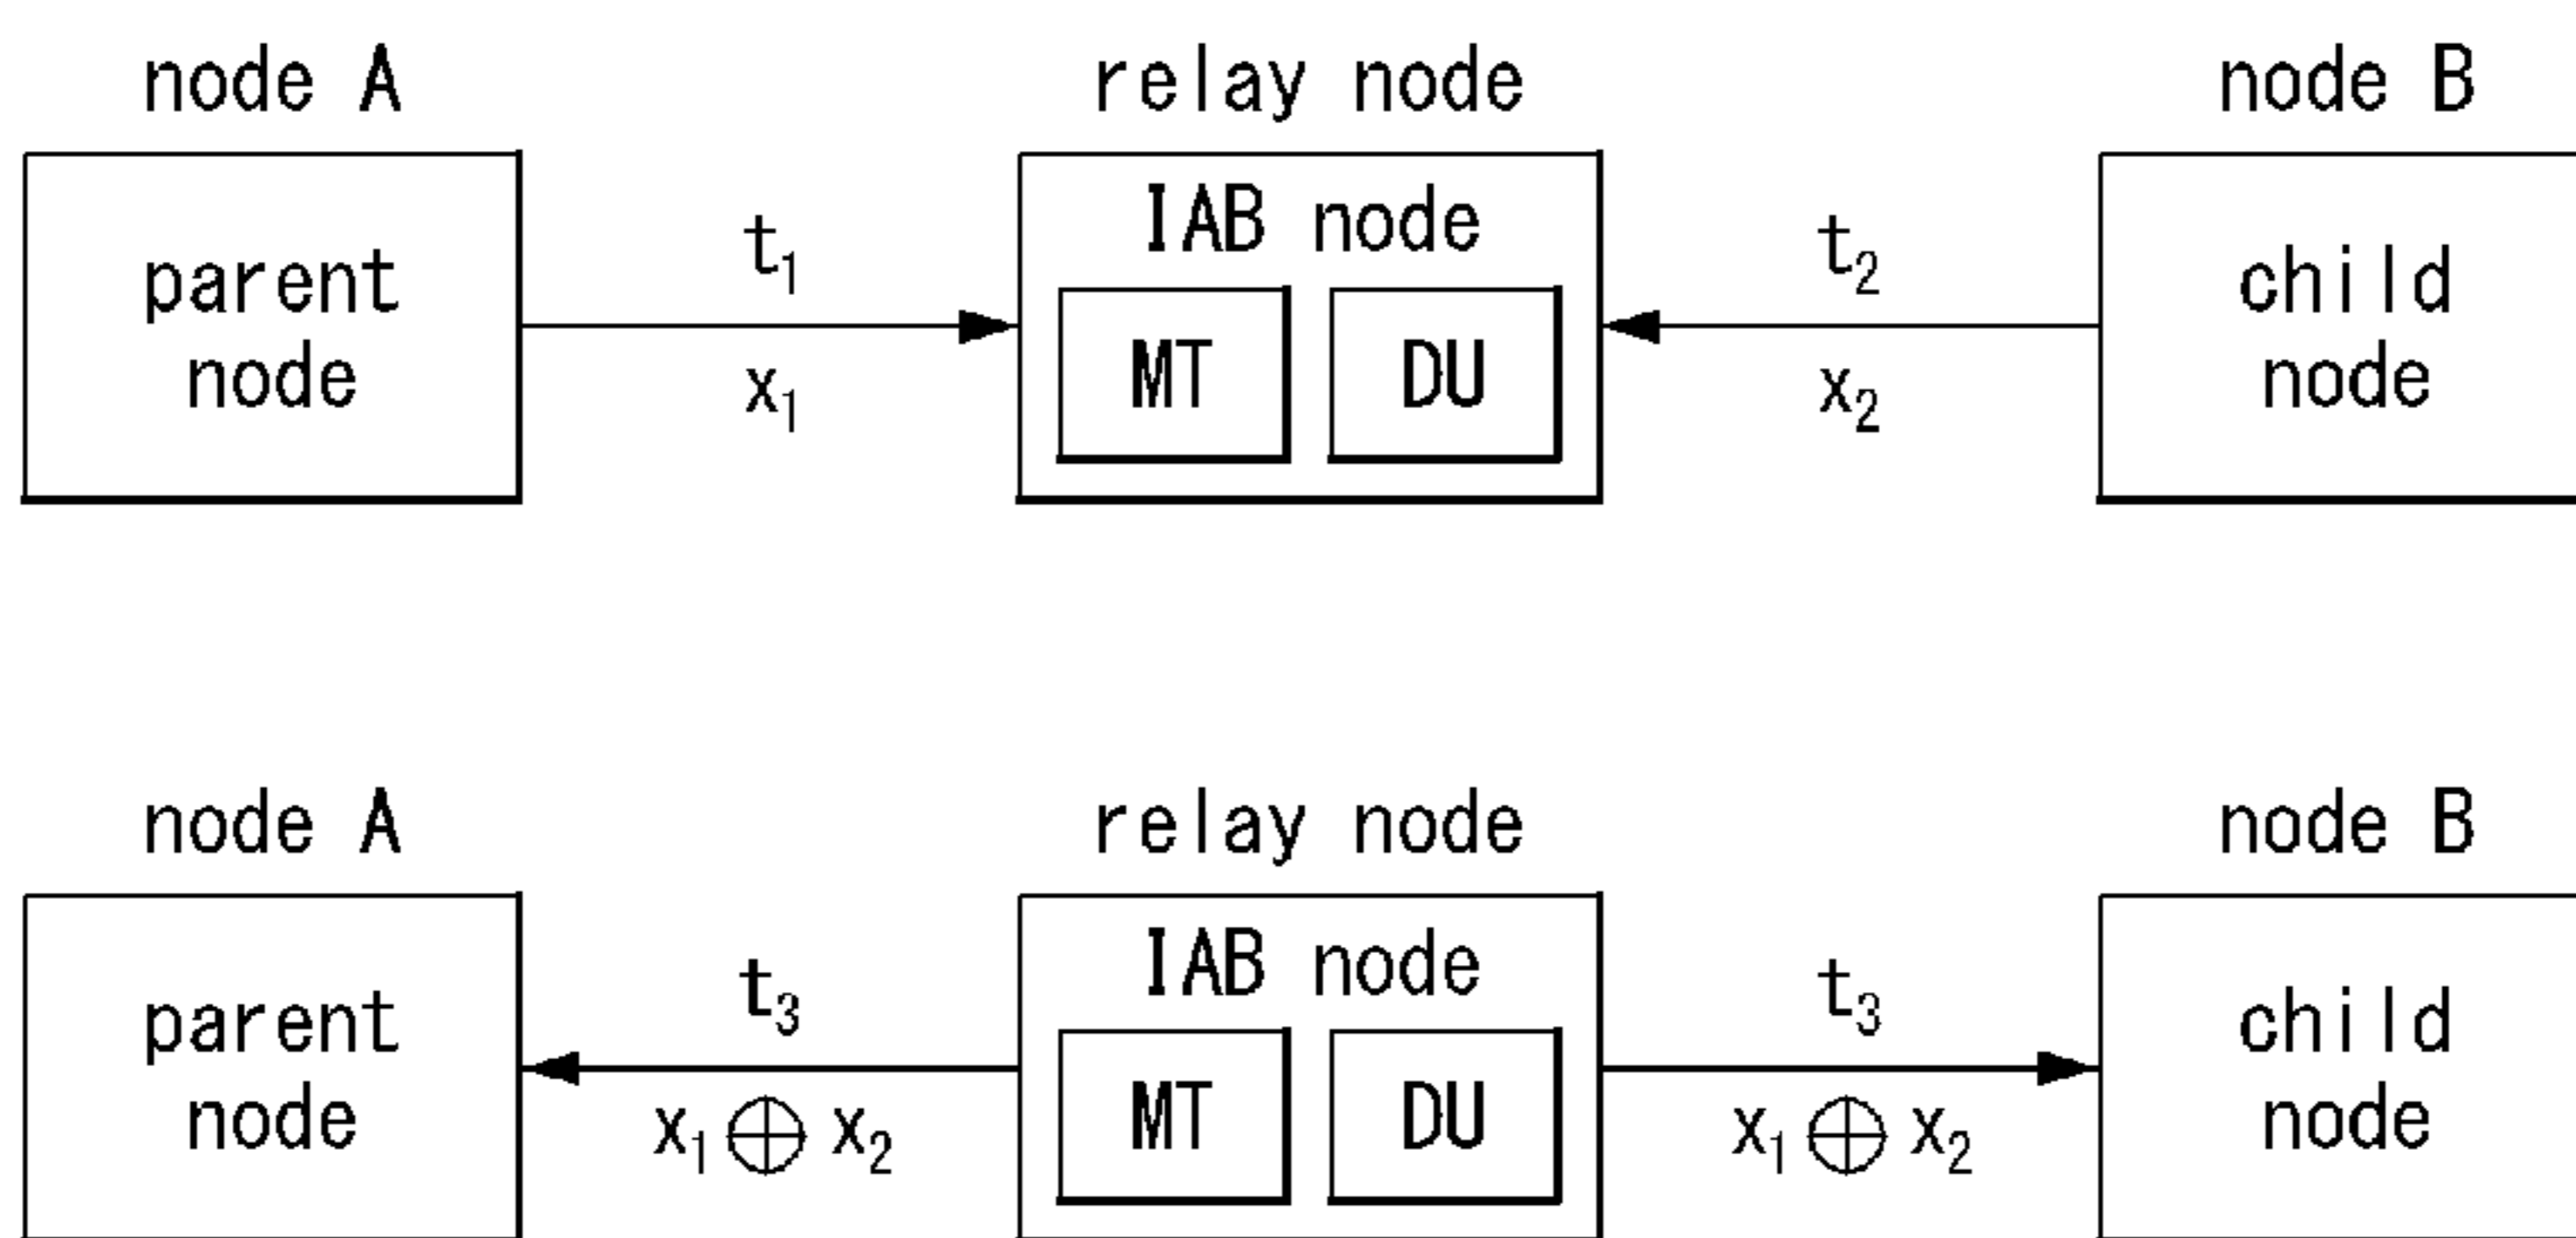 node A relay node node B
IAB node
parent node
t₁
x₁
MT DU
t₂
x₂
child node
node A relay node node B
IAB node
parent node
t₃
x₁ ⊕ x₂
MT DU
t₃
x₁ ⊕ x₂
child node